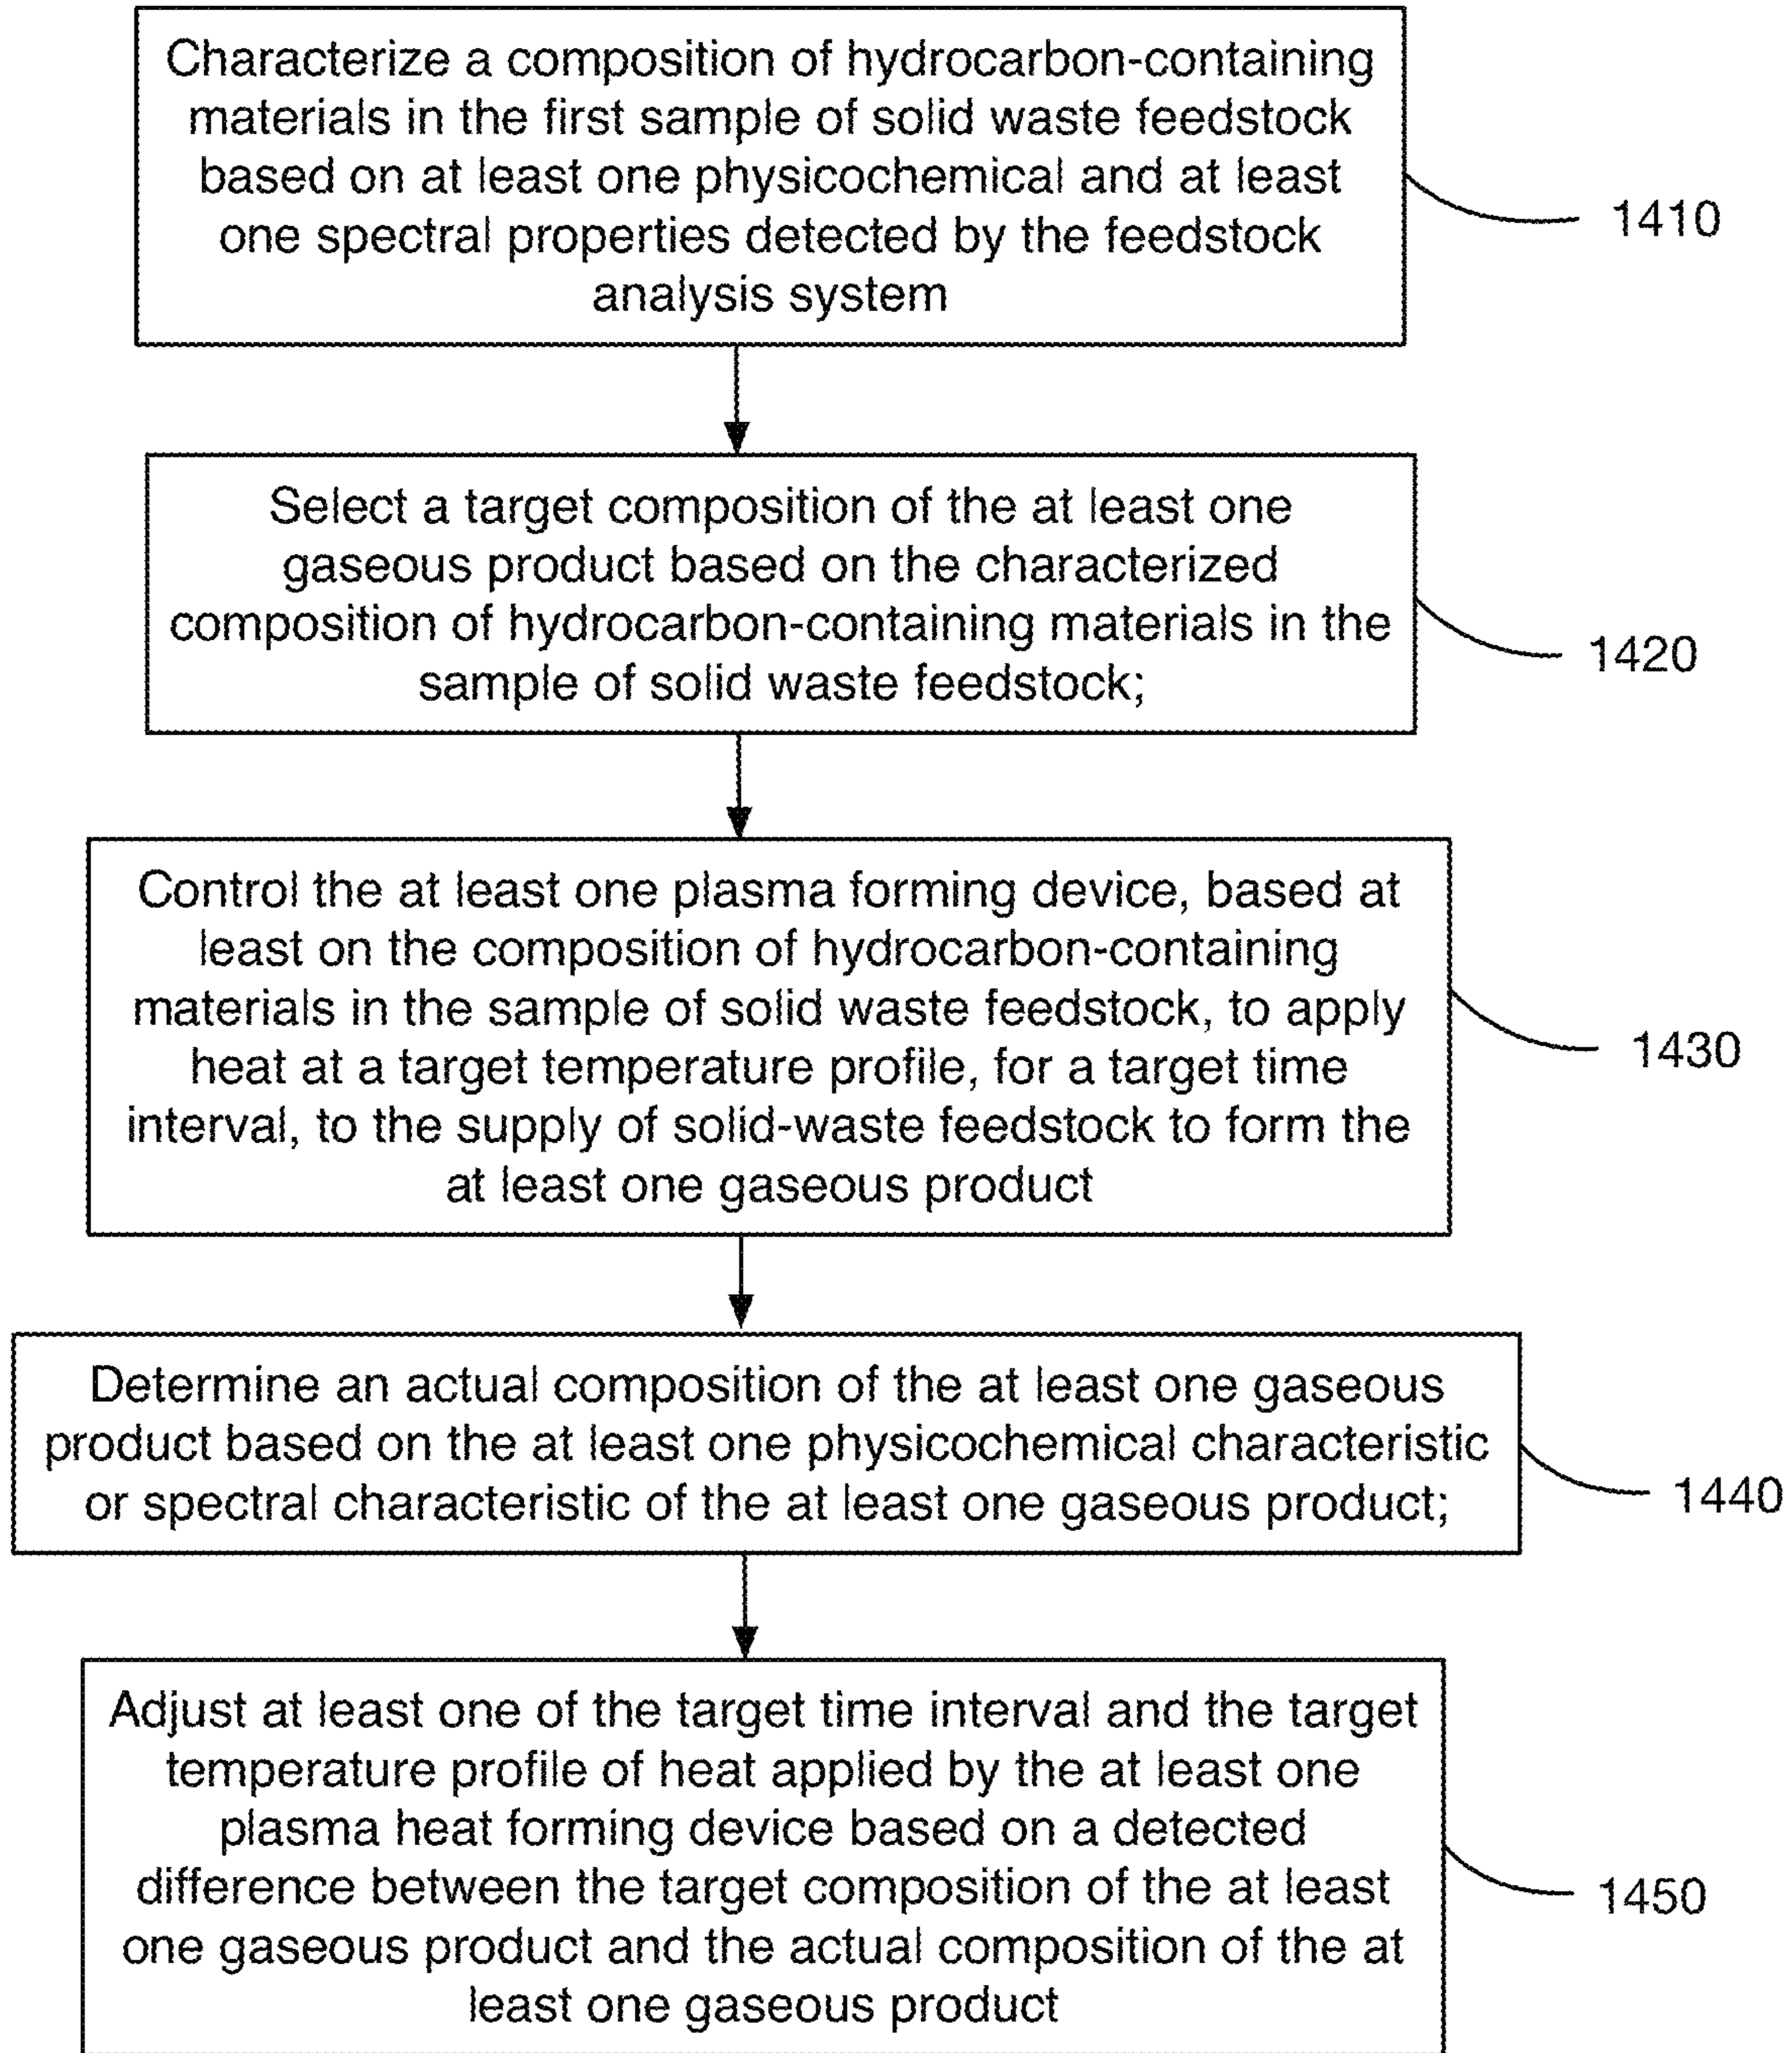 Characterize a composition of hydrocarbon-containing
materials in the first sample of solid waste feedstock
based on at least one physicochemical and at least
one spectral properties detected by the feedstock
analysis system
1410
Select a target composition of the at least one
gaseous product based on the characterized
composition of hydrocarbon-containing materials in the
sample of solid waste feedstock;
1420
Control the at least one plasma forming device, based at
least on the composition of hydrocarbon-containing
materials in the sample of solid waste feedstock, to apply
heat at a target temperature profile, for a target time
interval, to the supply of solid-waste feedstock to form the
at least one gaseous product
1430
Determine an actual composition of the at least one gaseous
product based on the at least one physicochemical characteristic
or spectral characteristic of the at least one gaseous product;
1440
Adjust at least one of the target time interval and the target
temperature profile of heat applied by the at least one
plasma heat forming device based on a detected
difference between the target composition of the at least
one gaseous product and the actual composition of the at
least one gaseous product
1450